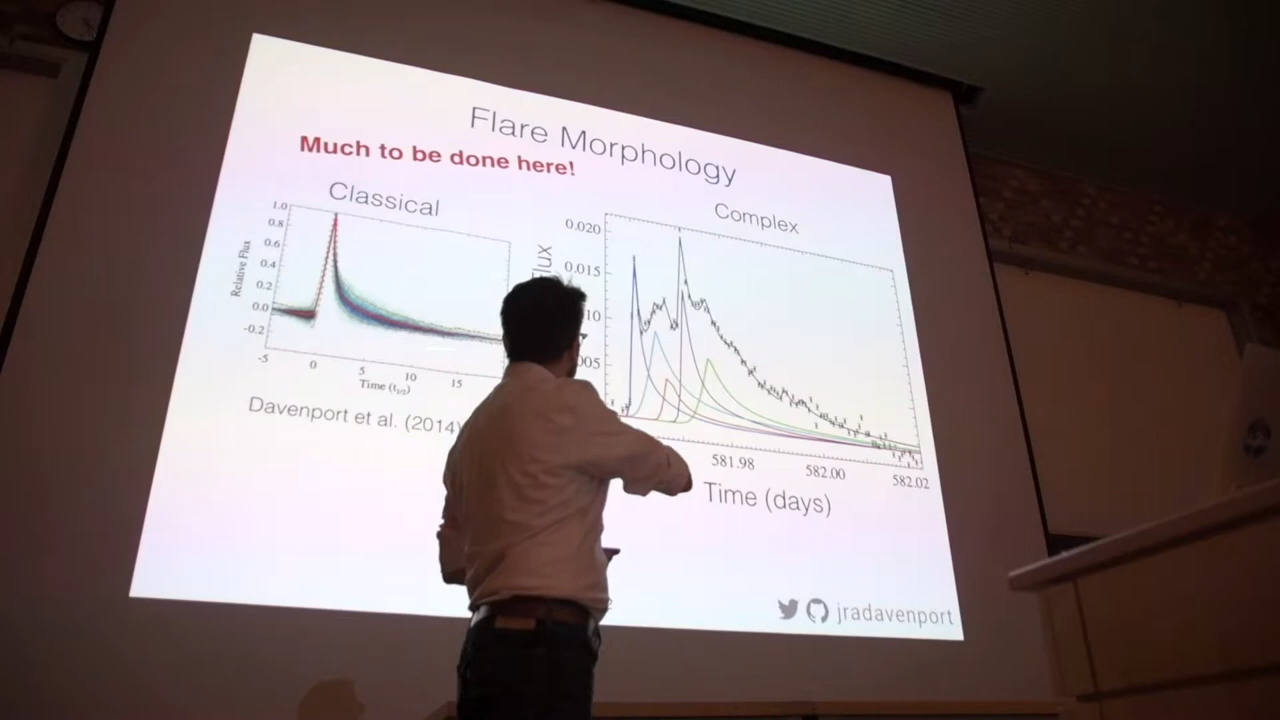 Flare Morphology
Much to be done here!
Classical
Complex
1.0
0.8
0.6
0.4
0.2
0.0
-0.2
Relative Flux
-5
0
5
10
15
Time (t1/2)
Davenport et al. (2014)
0.020
0.015
10
005
Flux
581.98
582.00
582.02
Time (days)
jradavenport